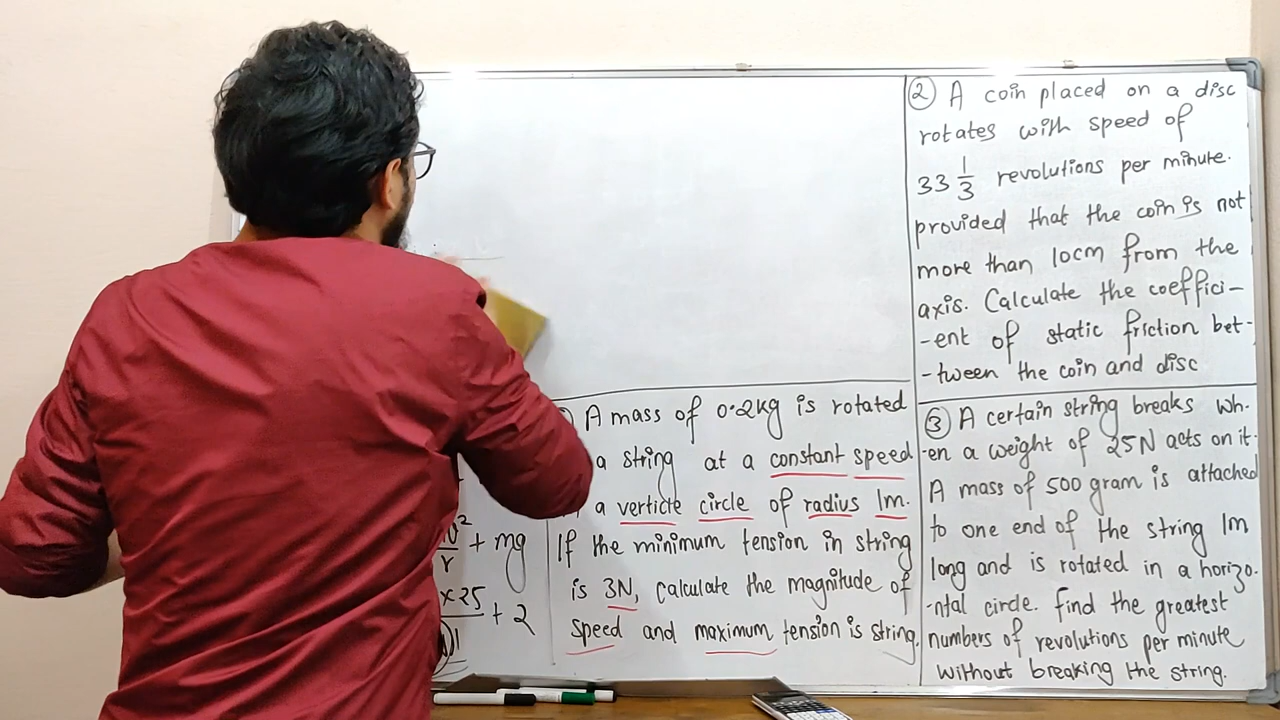 ② A coin placed on a disc
rotates with speed of
33 1/3 revolutions per minute.
provided that the coin is not
more than 10cm from the
axis. Calculate the coeffici-
-ent of static friction bet-
-tween the coin and disc
A mass of 0.2kg is rotated
a string at a constant speed
a verticle circle of radius 1m.
If the minimum tension in string
is 3N, calculate the magnitude of
speed and maximum tension is string.
③ A certain string breaks wh-
-en a weight of 25N acts on it.
A mass of 500 gram is attached
to one end of the string 1m
long and is rotated in a horizo-
-ntal circle. find the greatest
numbers of revolutions per minute
without breaking the string.
+ mg
r
x 25
+ 2